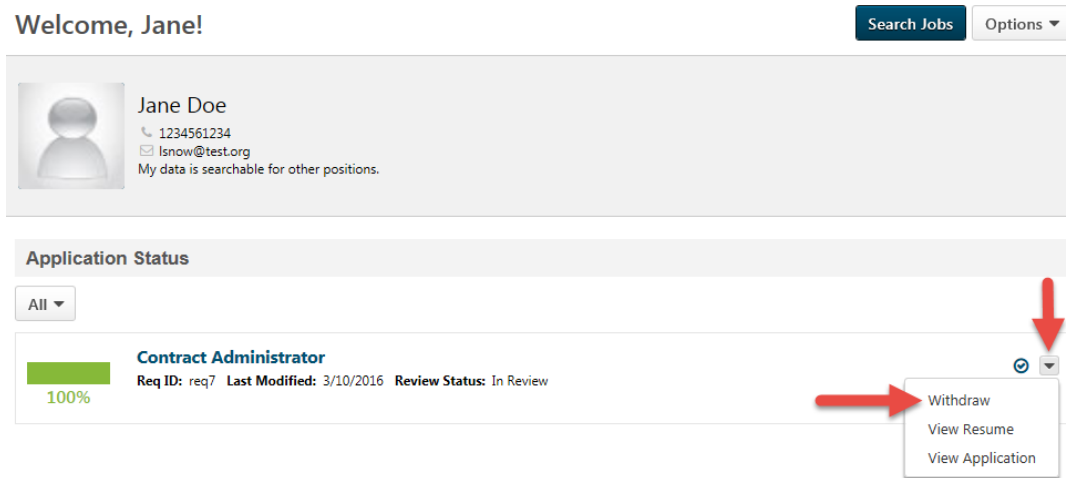 Welcome, Jane!
Search Jobs
Options
Jane Doe
1234561234
lsnow@test.org
My data is searchable for other positions.
Application Status
All
Contract Administrator
Req ID: req7 Last Modified: 3/10/2016 Review Status: In Review
100%
Withdraw
View Resume
View Application